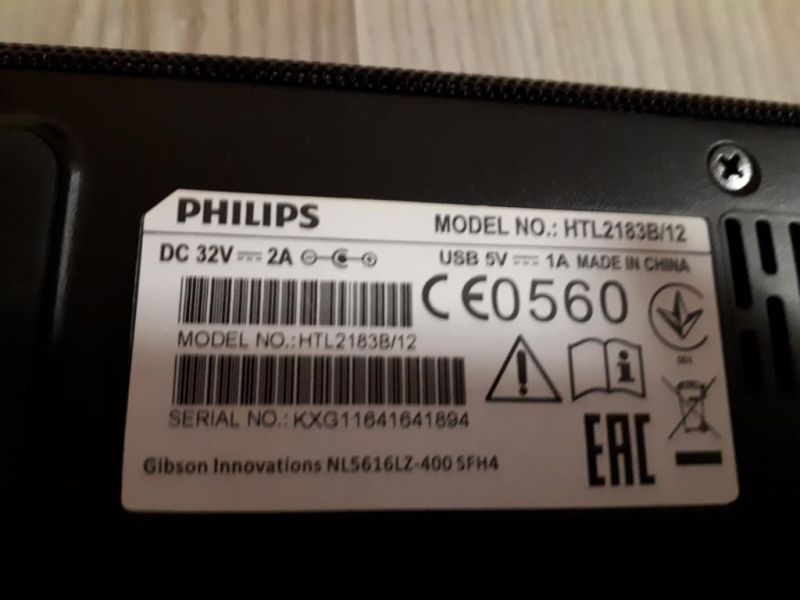 PHILIPS
MODEL NO.: HTL2183B/12
DC 32V ⎓ 2A
USB 5V ⎓ 1A MADE IN CHINA
CE0560
MODEL NO.:HTL2183B/12
SERIAL NO.: KXG11641641894
EAC
Gibson Innovations NL5616LZ-400 SFH4